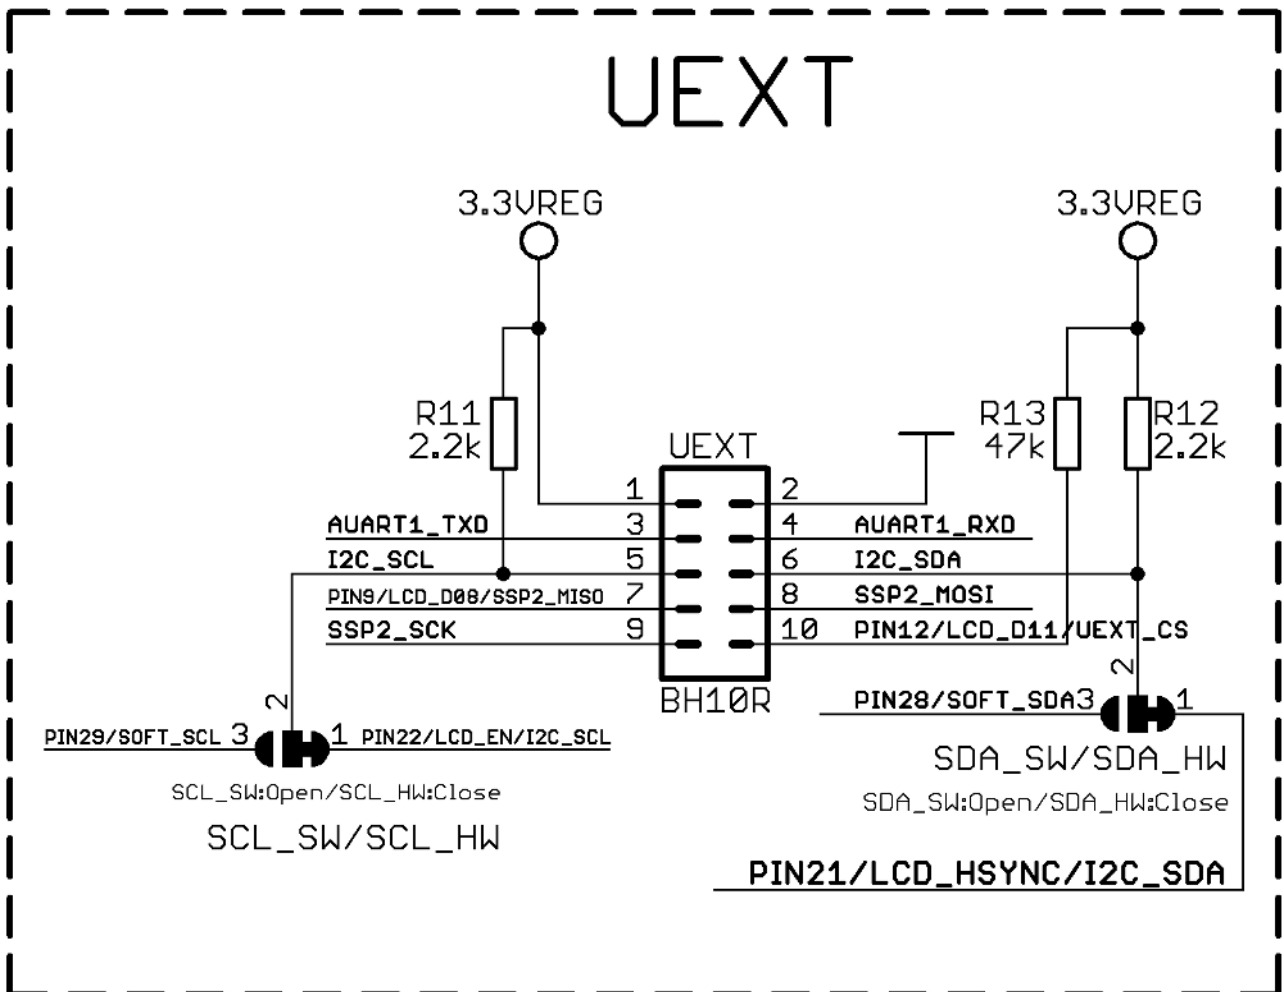 UEXT
3.3VREG
3.3VREG
R11
2.2k
R13
47k
R12
2.2k
UEXT
1
2
AUART1_TXD 3
4 AUART1_RXD
I2C_SCL 5
6 I2C_SDA
PIN9/LCD_D08/SSP2_MISO 7
8 SSP2_MOSI
SSP2_SCK 9
10 PIN12/LCD_D11/UEXT_CS
BH10R
2
PIN29/SOFT_SCL 3
1 PIN22/LCD_EN/I2C_SCL
SCL_SW:Open/SCL_HW:Close
SCL_SW/SCL_HW
2
PIN28/SOFT_SDA 3
1
SDA_SW/SDA_HW
SDA_SW:Open/SDA_HW:Close
PIN21/LCD_HSYNC/I2C_SDA